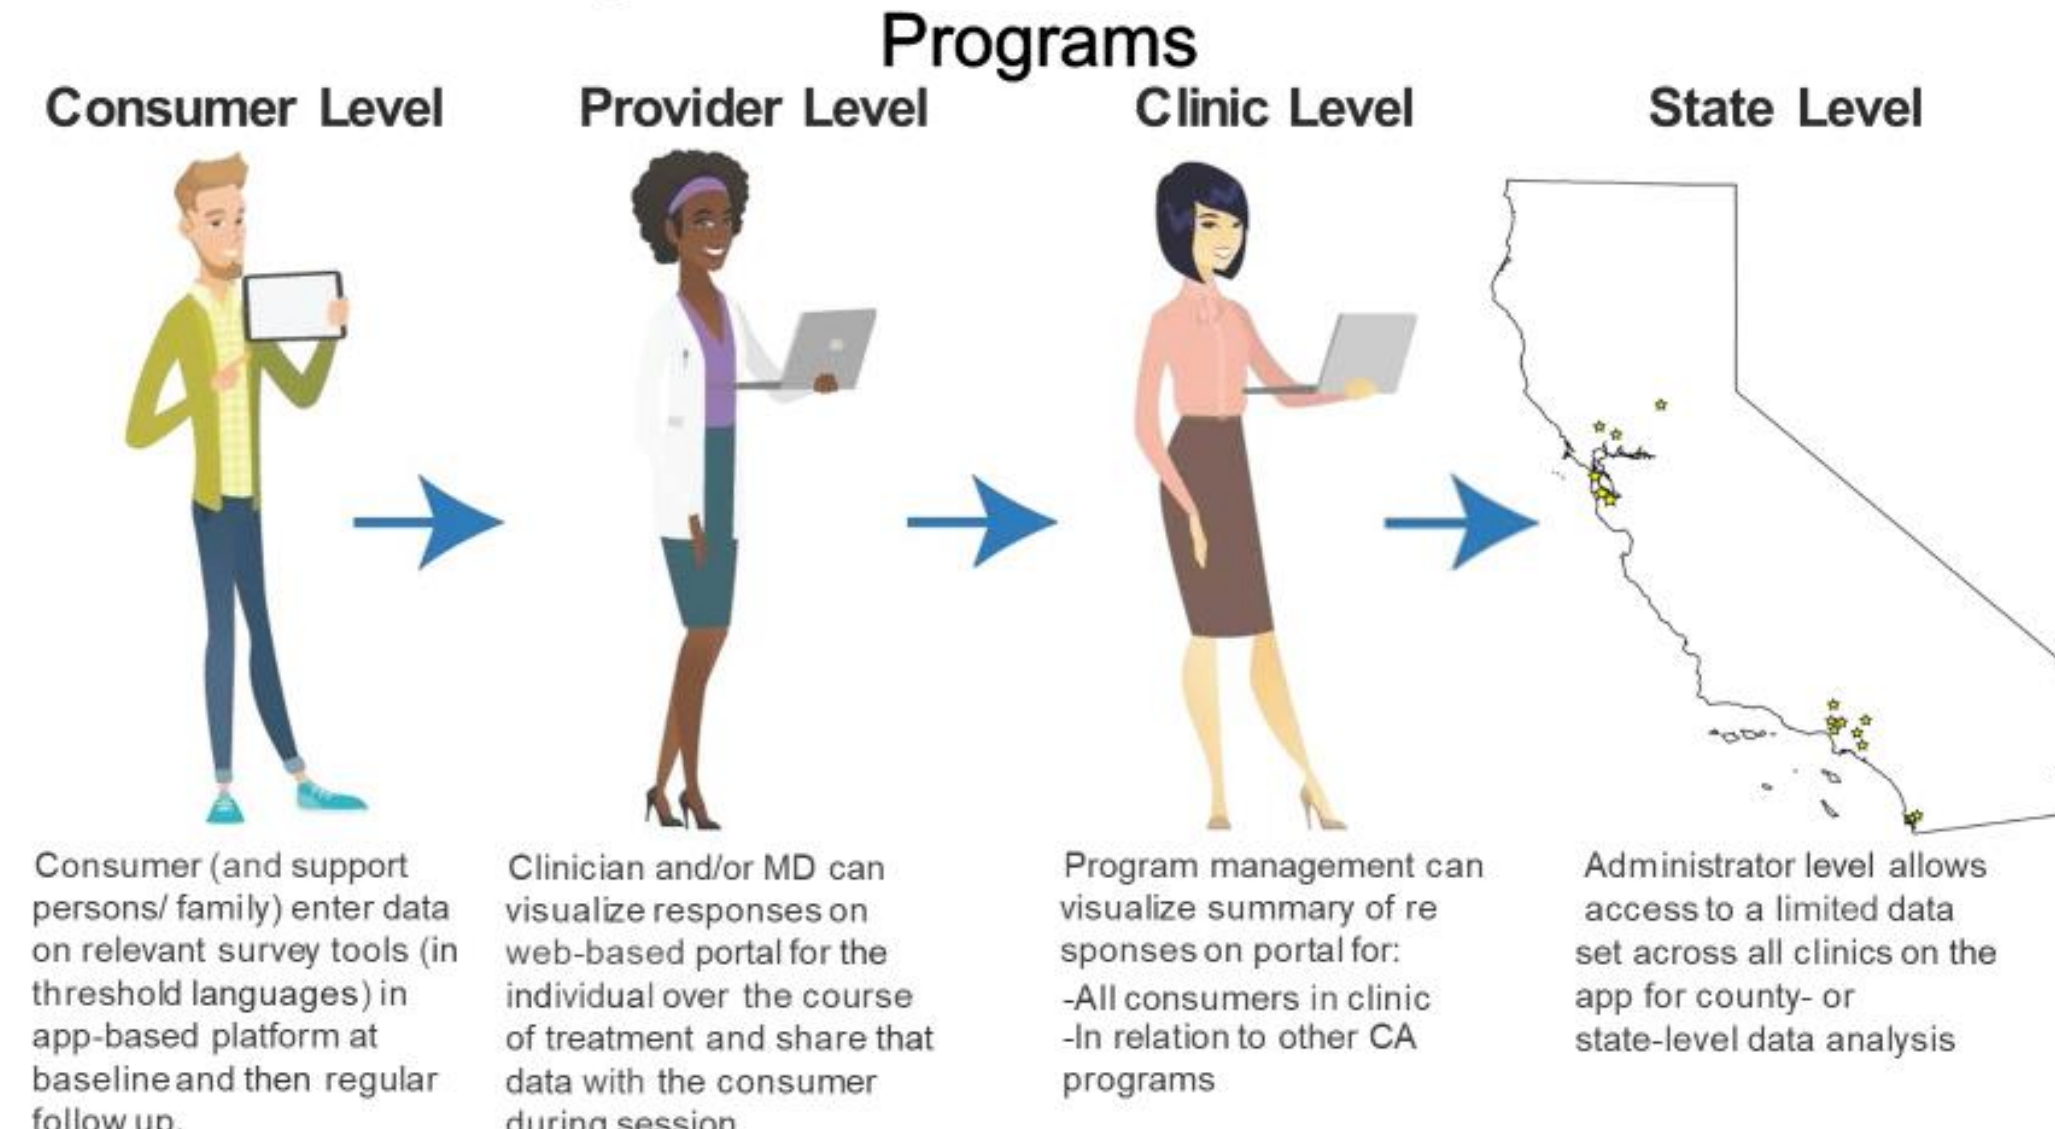 Programs
Consumer Level
Provider Level
Clinic Level
State Level
Consumer (and support
persons/ family) enter data
on relevant survey tools (in
threshold languages) in
app-based platform at
baseline and then regular
follow up.
Clinician and/or MD can
visualize responses on
web-based portal for the
individual over the course
of treatment and share that
data with the consumer
during session
Program management can
visualize summary of re
sponses on portal for:
-All consumers in clinic
-In relation to other CA
programs
Administrator level allows
access to a limited data
set across all clinics on the
app for county- or
state-level data analysis